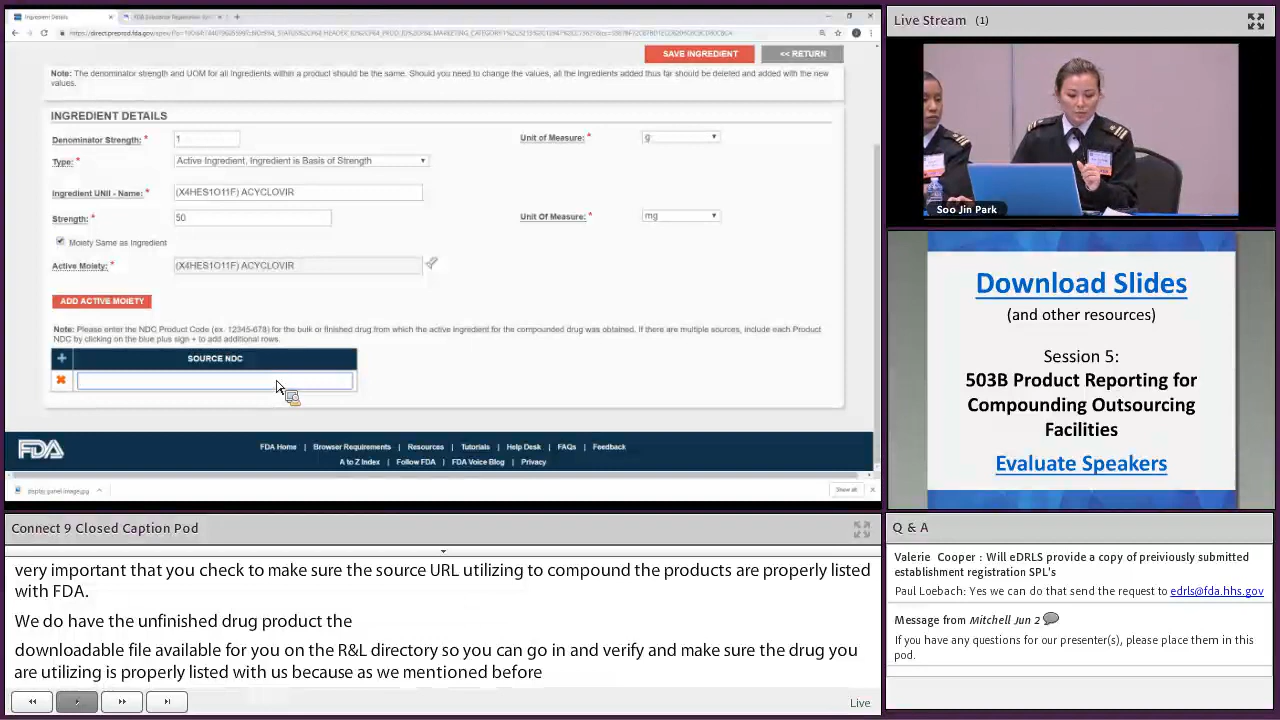 Ingredient Details
SAVE INGREDIENT
<< RETURN
Note: The denominator strength and UOM for all ingredients within a product should be the same. Should you need to change the values, all the ingredients added thus far should be deleted and added with the new
values.
INGREDIENT DETAILS
Denominator Strength: * 1 Unit of Measure: * g
Type: * Active Ingredient, Ingredient is Basis of Strength
Ingredient UNII - Name: * (X4HES1O11F) ACYCLOVIR
Strength: * 50 Unit Of Measure: * mg
Moiety Same as Ingredient
Active Moiety: * (X4HES1O11F) ACYCLOVIR
ADD ACTIVE MOIETY
Note: Please enter the NDC Product Code (ex. 12345-678) for the bulk or finished drug from which the active ingredient for the compounded drug was obtained. If there are multiple sources, include each Product
NDC by clicking on the blue plus sign + to add additional rows.
SOURCE NDC
FDA
FDA Home | Browser Requirements | Resources | Tutorials | Help Desk | FAQs | Feedback
A to Z Index | Follow FDA | FDA Voice Blog | Privacy
display panel-image.jpg
Show all
Live Stream (1)
Soo Jin Park
Download Slides
(and other resources)
Session 5:
503B Product Reporting for
Compounding Outsourcing
Facilities
Evaluate Speakers
Connect 9 Closed Caption Pod
very important that you check to make sure the source URL utilizing to compound the products are properly listed
with FDA.
We do have the unfinished drug product the
downloadable file available for you on the R&L directory so you can go in and verify and make sure the drug you
are utilizing is properly listed with us because as we mentioned before
Live
Q & A
Valerie Cooper : Will eDRLS provide a copy of preiviously submitted
establishment registration SPL's
Paul Loebach: Yes we can do that send the request to edrls@fda.hhs.gov
Message from Mitchell Jun 2
If you have any questions for our presenter(s), please place them in this
pod.